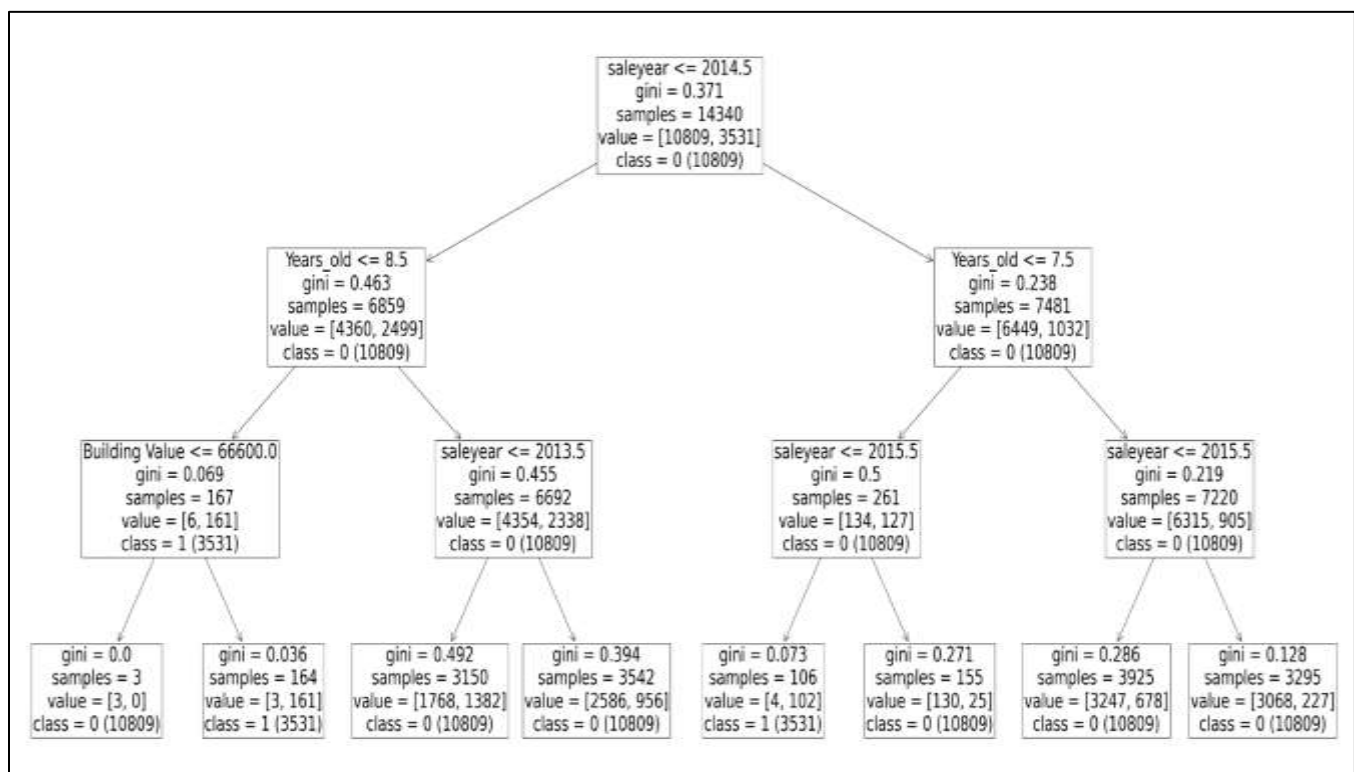 saleyear <= 2014.5
gini = 0.371
samples = 14340
value = [10809, 3531]
class = 0 (10809)
Years_old <= 8.5
gini = 0.463
samples = 6859
value = [4360, 2499]
class = 0 (10809)
Years_old <= 7.5
gini = 0.238
samples = 7481
value = [6449, 1032]
class = 0 (10809)
Building Value <= 66600.0
gini = 0.069
samples = 167
value = [6, 161]
class = 1 (3531)
saleyear <= 2013.5
gini = 0.455
samples = 6692
value = [4354, 2338]
class = 0 (10809)
saleyear <= 2015.5
gini = 0.5
samples = 261
value = [134, 127]
class = 0 (10809)
saleyear <= 2015.5
gini = 0.219
samples = 7220
value = [6315, 905]
class = 0 (10809)
gini = 0.0
samples = 3
value = [3, 0]
class = 0 (10809)
gini = 0.036
samples = 164
value = [3, 161]
class = 1 (3531)
gini = 0.492
samples = 3150
value = [1768, 1382]
class = 0 (10809)
gini = 0.394
samples = 3542
value = [2586, 956]
class = 0 (10809)
gini = 0.073
samples = 106
value = [4, 102]
class = 1 (3531)
gini = 0.271
samples = 155
value = [130, 25]
class = 0 (10809)
gini = 0.286
samples = 3925
value = [3247, 678]
class = 0 (10809)
gini = 0.128
samples = 3295
value = [3068, 227]
class = 0 (10809)